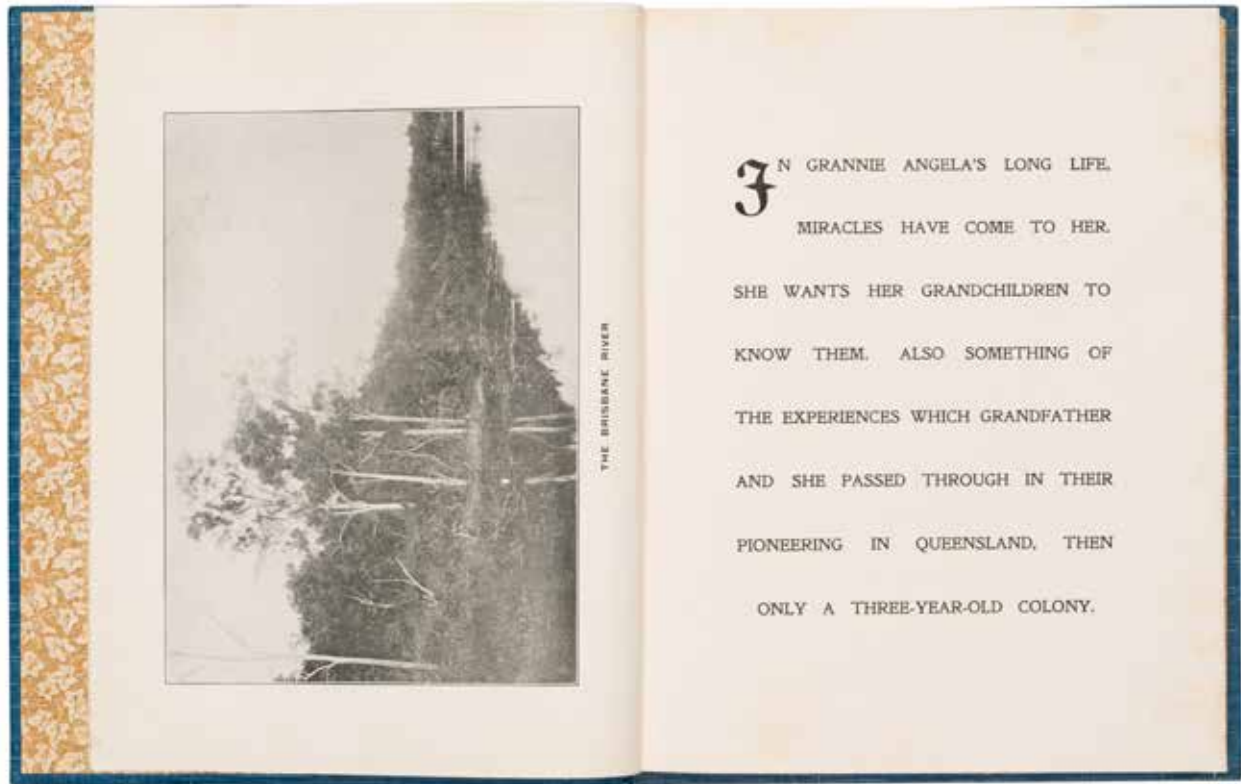 THE BRISBANE RIVER
IN GRANNIE ANGELA'S LONG LIFE,
MIRACLES HAVE COME TO HER.
SHE WANTS HER GRANDCHILDREN TO
KNOW THEM. ALSO SOMETHING OF
THE EXPERIENCES WHICH GRANDFATHER
AND SHE PASSED THROUGH IN THEIR
PIONEERING IN QUEENSLAND, THEN
ONLY A THREE-YEAR-OLD COLONY.